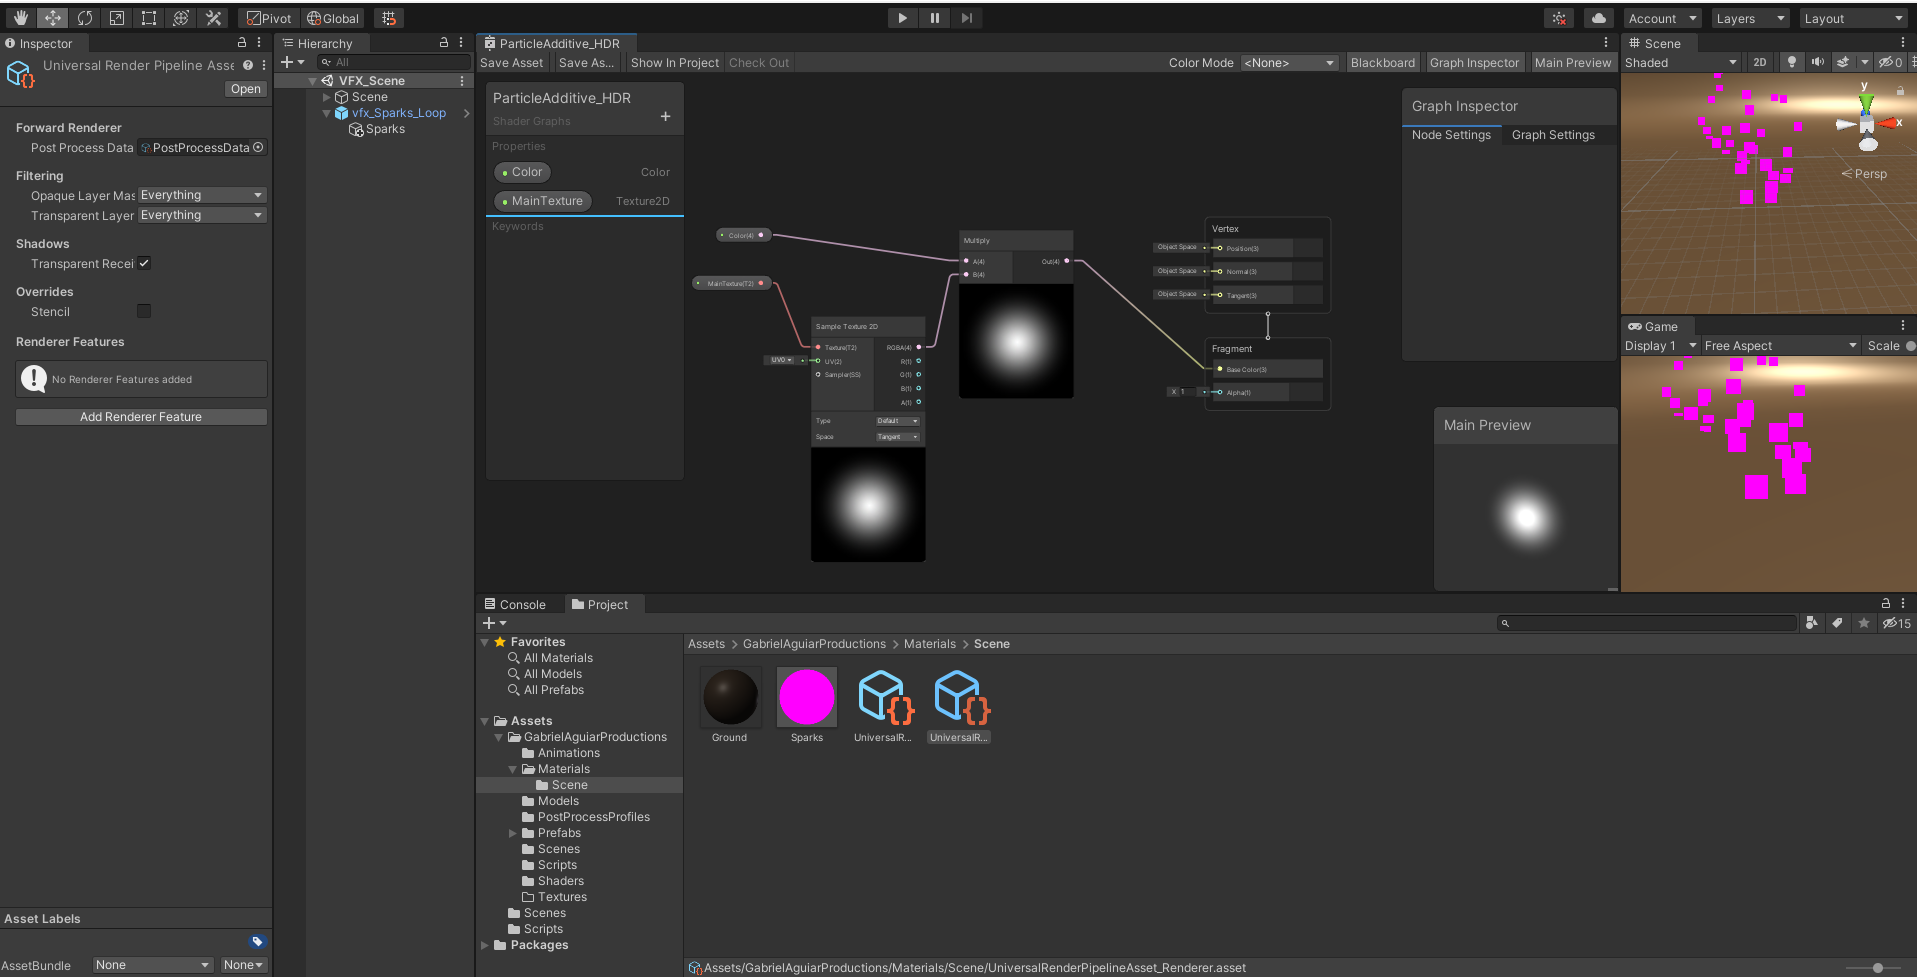 Pivot
Global
Account
Layers
Layout
Inspector
Universal Render Pipeline Asse
Open
Forward Renderer
Post Process Data
PostProcessData
Filtering
Opaque Layer Mas
Everything
Transparent Layer
Everything
Shadows
Transparent Recei
Overrides
Stencil
Renderer Features
No Renderer Features added
Add Renderer Feature
Asset Labels
AssetBundle
None
None
Hierarchy
All
VFX_Scene
Scene
vfx_Sparks_Loop
Sparks
ParticleAdditive_HDR
Save Asset
Save As...
Show In Project
Check Out
Color Mode
<None>
Blackboard
Graph Inspector
Main Preview
ParticleAdditive_HDR
Shader Graphs
Properties
Color
Color
MainTexture
Texture2D
Keywords
Color(4)
MainTexture(T2)
Sample Texture 2D
UV0
Texture(T2)
UV(2)
Sampler(SS)
RGBA(4)
R(1)
G(1)
B(1)
A(1)
Type
Default
Space
Tangent
Multiply
A(4)
B(4)
Out(4)
Vertex
Object Space
Position(3)
Object Space
Normal(3)
Object Space
Tangent(3)
Fragment
Base Color(3)
X 1
Alpha(1)
Graph Inspector
Node Settings
Graph Settings
Main Preview
Scene
Shaded
2D
0
y
x
Persp
Game
Display 1
Free Aspect
Scale
Console
Project
15
Favorites
All Materials
All Models
All Prefabs
Assets
GabrielAguiarProductions
Animations
Materials
Scene
Models
PostProcessProfiles
Prefabs
Scenes
Scripts
Shaders
Textures
Scenes
Scripts
Packages
Assets > GabrielAguiarProductions > Materials > Scene
Ground
Sparks
UniversalR...
UniversalR...
Assets/GabrielAguiarProductions/Materials/Scene/UniversalRenderPipelineAsset_Renderer.asset